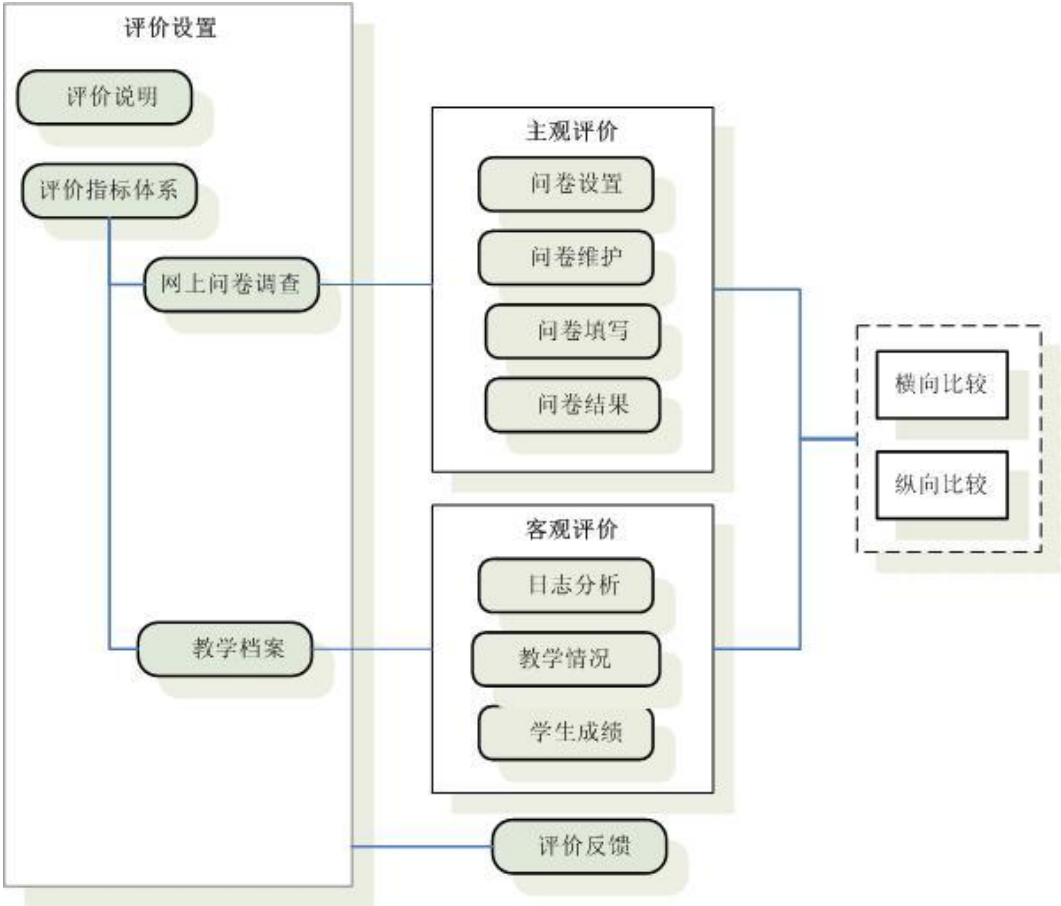 评价设置
评价说明
评价指标体系
网上问卷调查
教学档案
主观评价
问卷设置
问卷维护
问卷填写
问卷结果
客观评价
日志分析
教学情况
学生成绩
评价反馈
横向比较
纵向比较